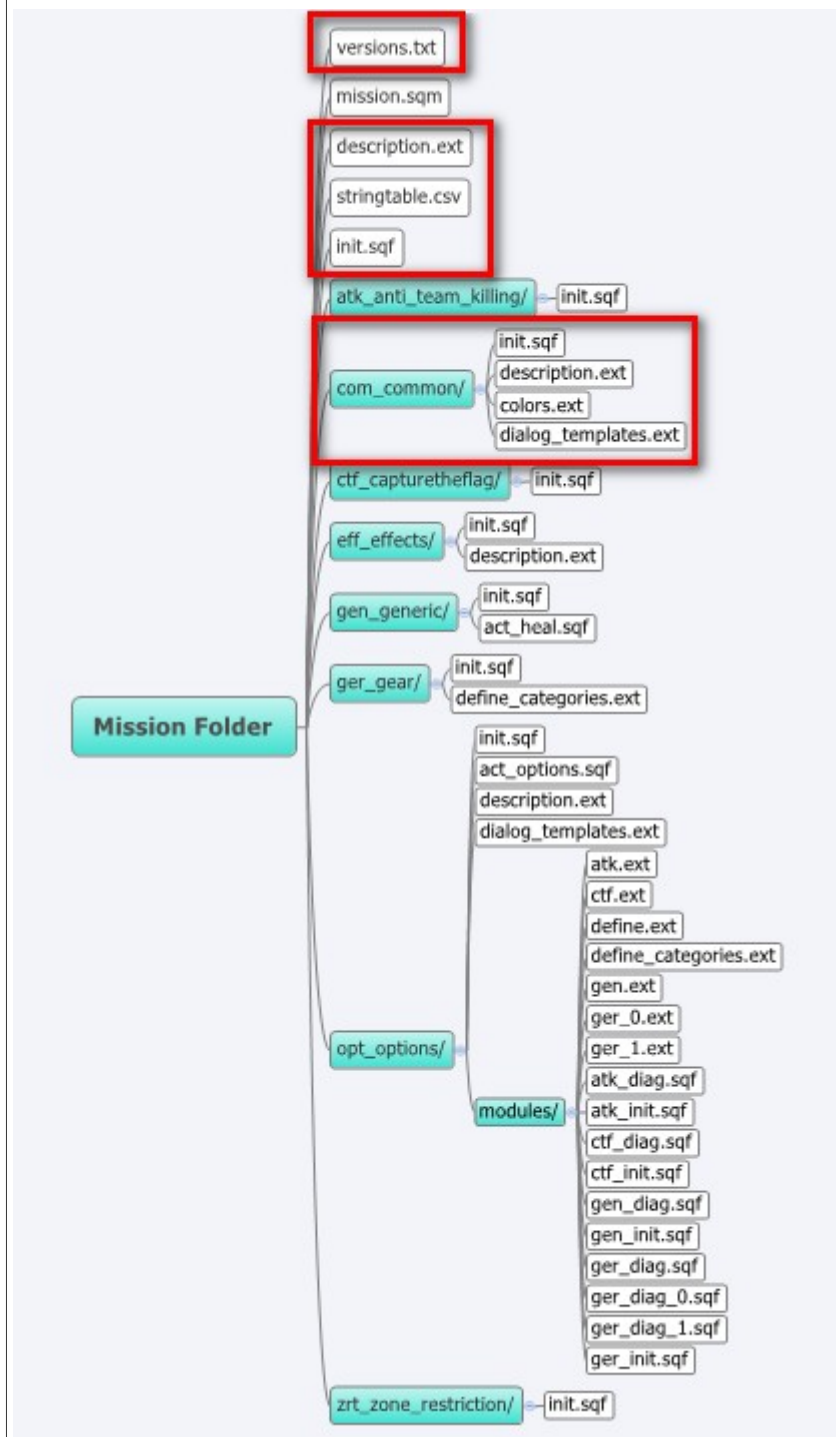 versions.txt
mission.sqm
description.ext
stringtable.csv
init.sqf
atk_anti_team_killing/
init.sqf
com_common/
init.sqf
description.ext
colors.ext
dialog_templates.ext
ctf_capturetheflag/
init.sqf
eff_effects/
init.sqf
description.ext
gen_generic/
init.sqf
act_heal.sqf
ger_gear/
init.sqf
define_categories.ext
Mission Folder
opt_options/
init.sqf
act_options.sqf
description.ext
dialog_templates.ext
modules/
atk.ext
ctf.ext
define.ext
define_categories.ext
gen.ext
ger_0.ext
ger_1.ext
atk_diag.sqf
atk_init.sqf
ctf_diag.sqf
ctf_init.sqf
gen_diag.sqf
gen_init.sqf
ger_diag.sqf
ger_diag_0.sqf
ger_diag_1.sqf
ger_init.sqf
zrt_zone_restriction/
init.sqf